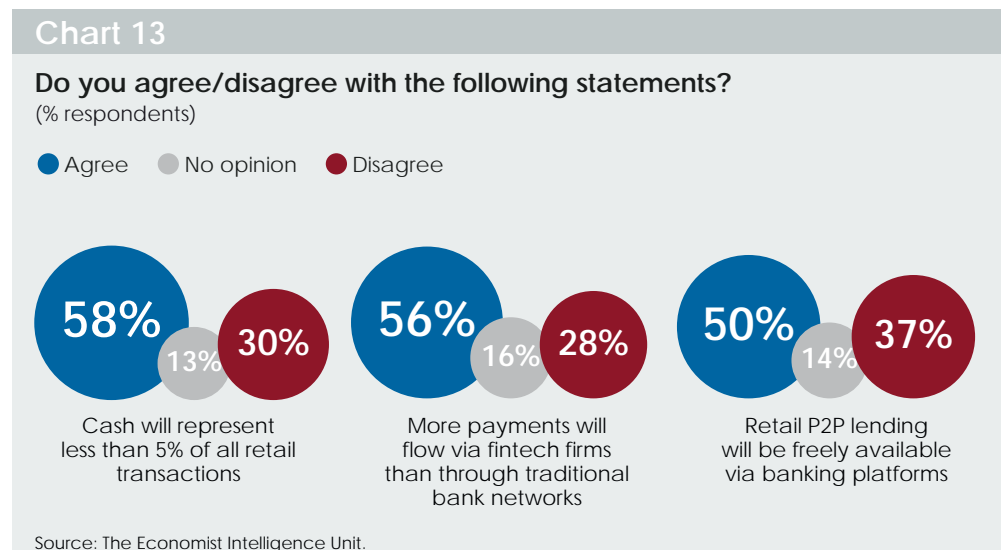 Chart 13
Do you agree/disagree with the following statements?
(% respondents)
Agree No opinion Disagree
58% 13% 30%
Cash will represent
less than 5% of all retail
transactions
56% 16% 28%
More payments will
flow via fintech firms
than through traditional
bank networks
50% 14% 37%
Retail P2P lending
will be freely available
via banking platforms
Source: The Economist Intelligence Unit.